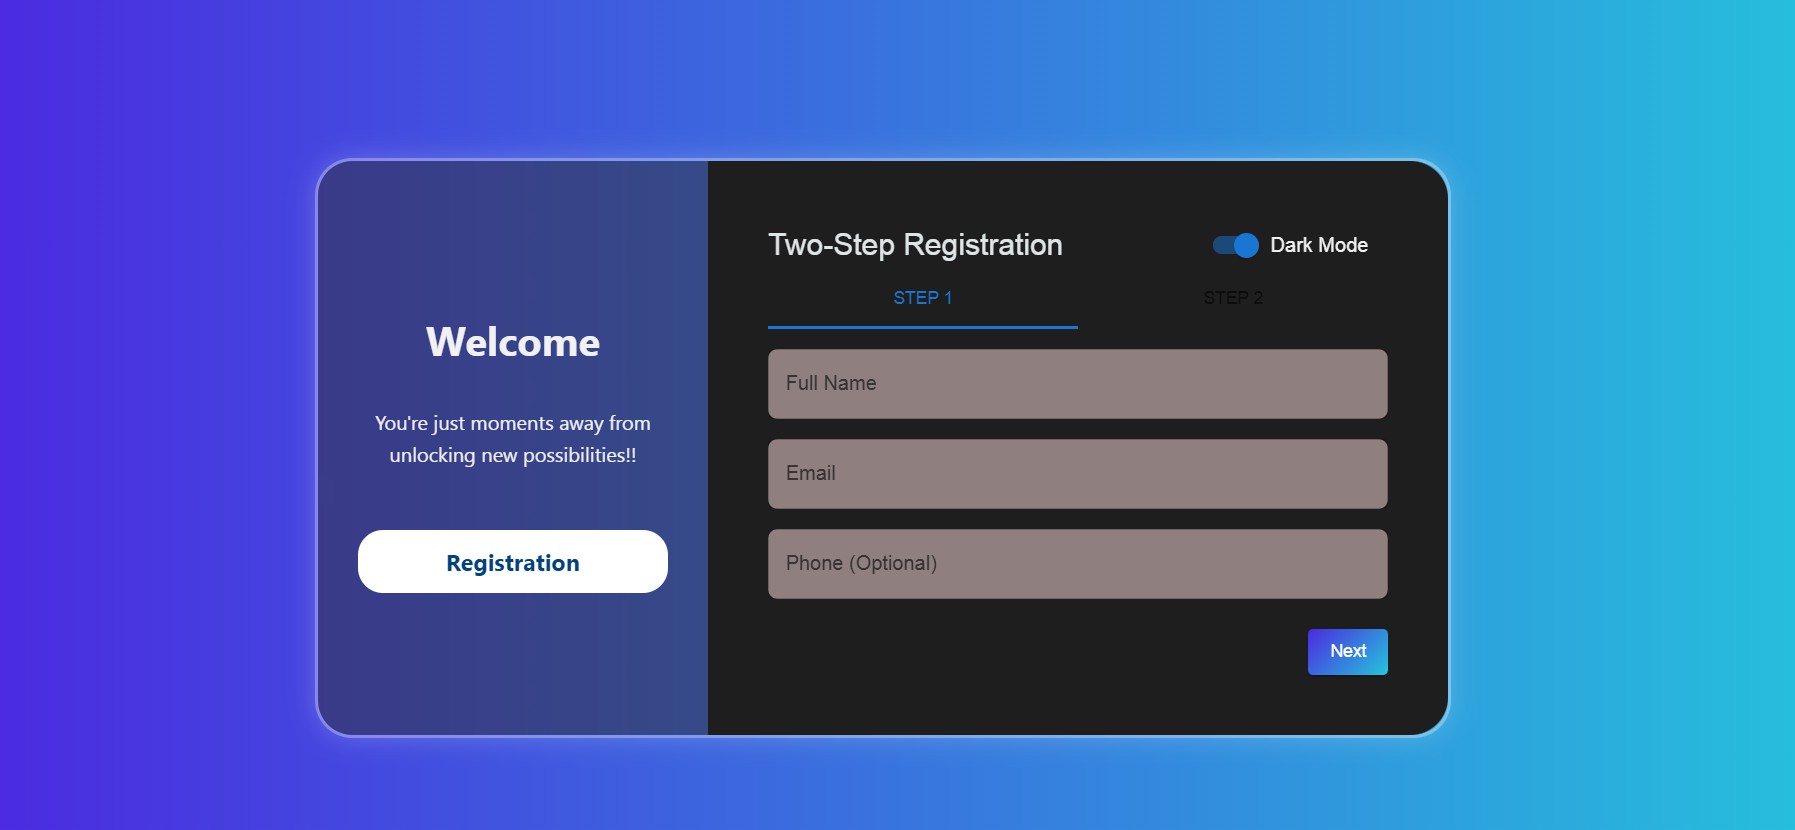 Welcome
You're just moments away from
unlocking new possibilities!!
Registration
Two-Step Registration
Dark Mode
STEP 1
STEP 2
Full Name
Email
Phone (Optional)
Next